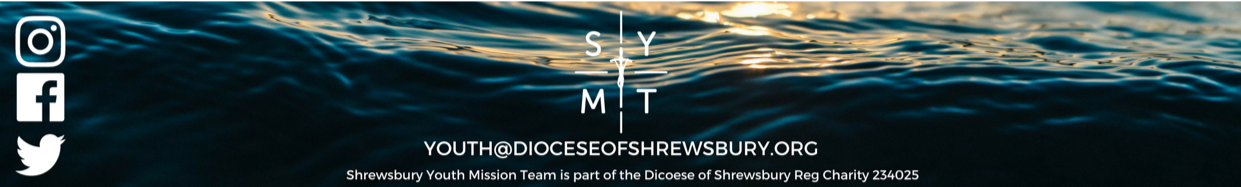 S Y
M T
YOUTH@DIOCESEOFSHREWSBURY.ORG
Shrewsbury Youth Mission Team is part of the Dicoese of Shrewsbury Reg Charity 234025